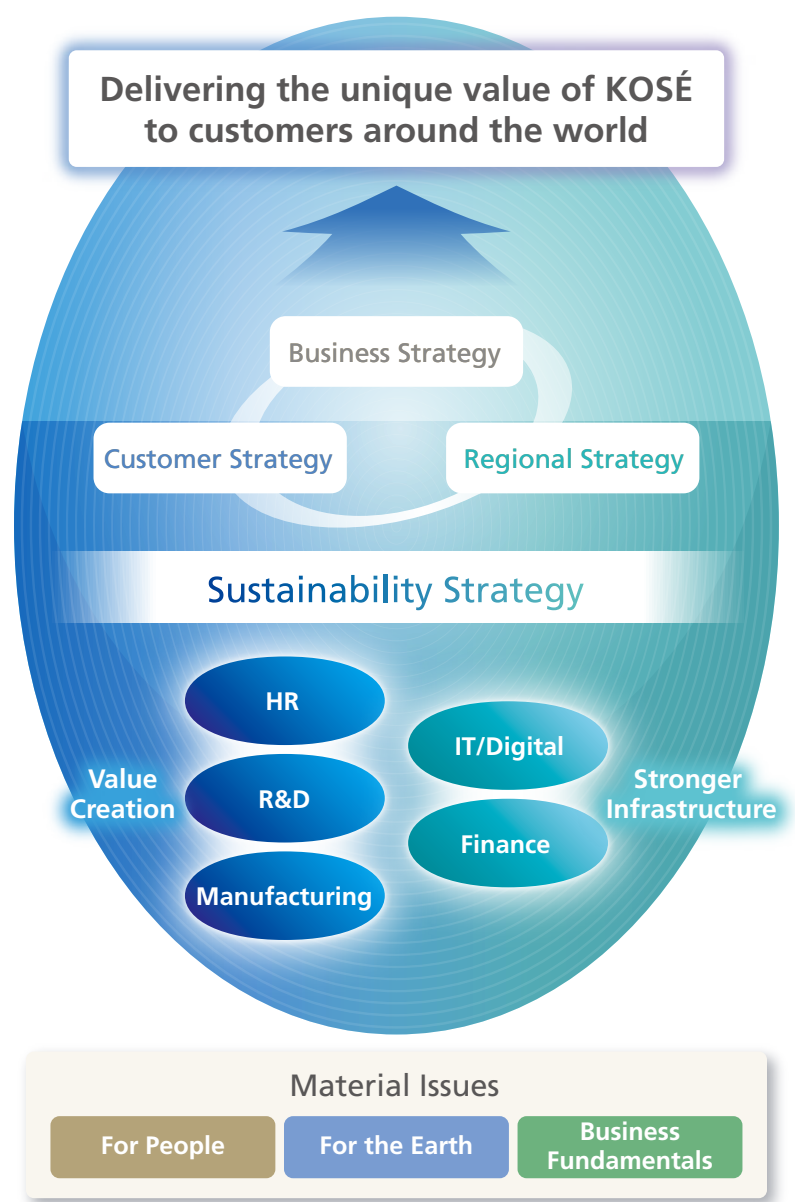 Delivering the unique value of KOSÉ
to customers around the world
Business Strategy
Customer Strategy
Regional Strategy
Sustainability Strategy
HR
R&D
Manufacturing
Value
Creation
IT/Digital
Finance
Stronger
Infrastructure
Material Issues
For People
For the Earth
Business
Fundamentals